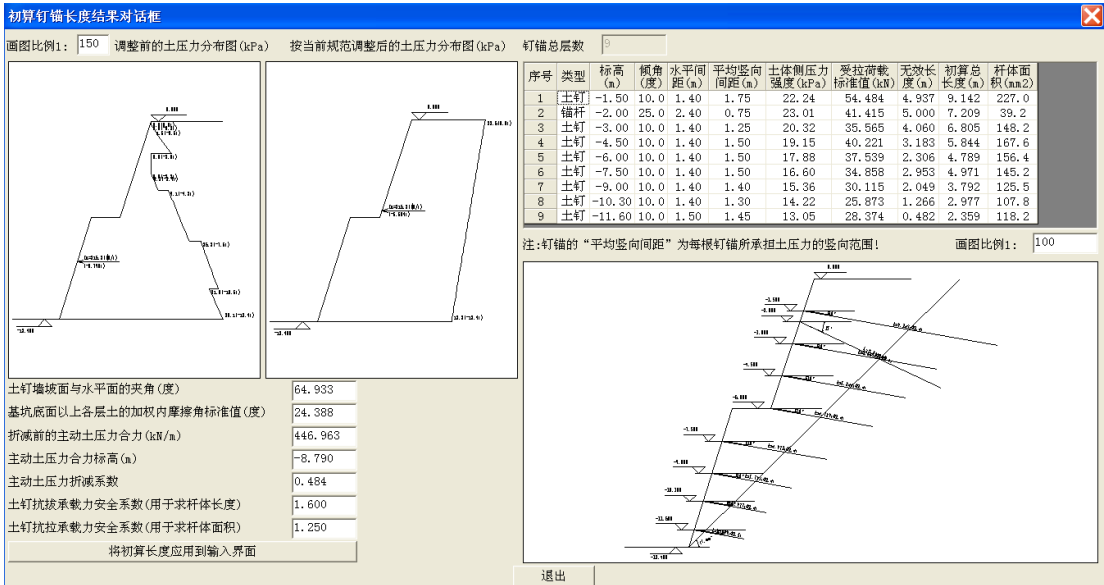 初算钉锚长度结果对话框
画图比例1: 150 调整前的土压力分布图(kPa) 按当前规范调整后的土压力分布图(kPa) 钉锚总层数 9
序号 类型 标高(m) 倾角(度) 水平间距(m) 平均竖向间距(m) 土体侧压力强度(kPa) 受拉荷载标准值(kN) 无效长度(m) 初算总长度(m) 杆体面积(mm2)
1 土钉 -1.50 10.0 1.40 1.75 22.24 54.484 4.937 9.142 227.0
2 锚杆 -2.00 25.0 2.40 0.75 23.01 41.415 5.000 7.209 39.2
3 土钉 -3.00 10.0 1.40 1.25 20.32 35.565 4.060 6.805 148.2
4 土钉 -4.50 10.0 1.40 1.50 19.15 40.221 3.183 5.844 167.6
5 土钉 -6.00 10.0 1.40 1.50 17.88 37.539 2.306 4.789 156.4
6 土钉 -7.50 10.0 1.40 1.50 16.60 34.858 2.953 4.971 145.2
7 土钉 -9.00 10.0 1.40 1.40 15.36 30.115 2.049 3.792 125.5
8 土钉 -10.30 10.0 1.40 1.30 14.22 25.873 1.266 2.977 107.8
9 土钉 -11.60 10.0 1.50 1.45 13.05 28.374 0.482 2.359 118.2
注:钉锚的“平均竖向间距”为每根钉锚所承担土压力的竖向范围! 画图比例1: 100
土钉墙坡面与水平面的夹角(度) 64.933
基坑底面以上各层土的加权内摩擦角标准值(度) 24.388
折减前的主动土压力合力(kN/m) 446.963
主动土压力合力标高(m) -8.790
主动土压力折减系数 0.484
土钉抗拔承载力安全系数(用于求杆体长度) 1.600
土钉抗拉承载力安全系数(用于求杆体面积) 1.250
将初算长度应用到输入界面
退出